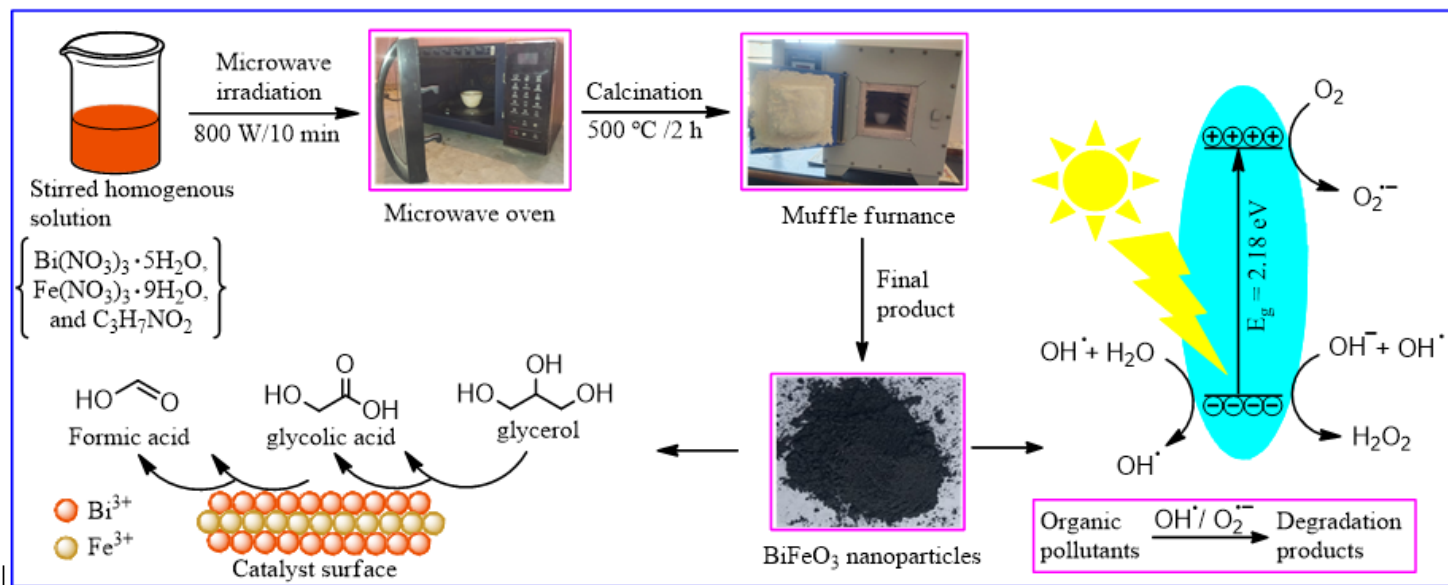 Microwave
irradiation
800 W/10 min
Calcination
500 °C /2 h
Stirred homogenous
solution
Bi(NO₃)₃·5H₂O,
Fe(NO₃)₃·9H₂O,
and C₃H₇NO₂
Microwave oven
Muffle furnance
Final
product
O₂
O₂·⁻
E₉ = 2.18 eV
OH· + H₂O
OH⁻ + OH·
OH·
H₂O₂
HO
O
Formic acid
HO
O
OH
glycolic acid
OH
HO
OH
glycerol
Bi³⁺
Fe³⁺
Catalyst surface
BiFeO₃ nanoparticles
Organic
pollutants
OH·/ O₂·⁻
Degradation
products